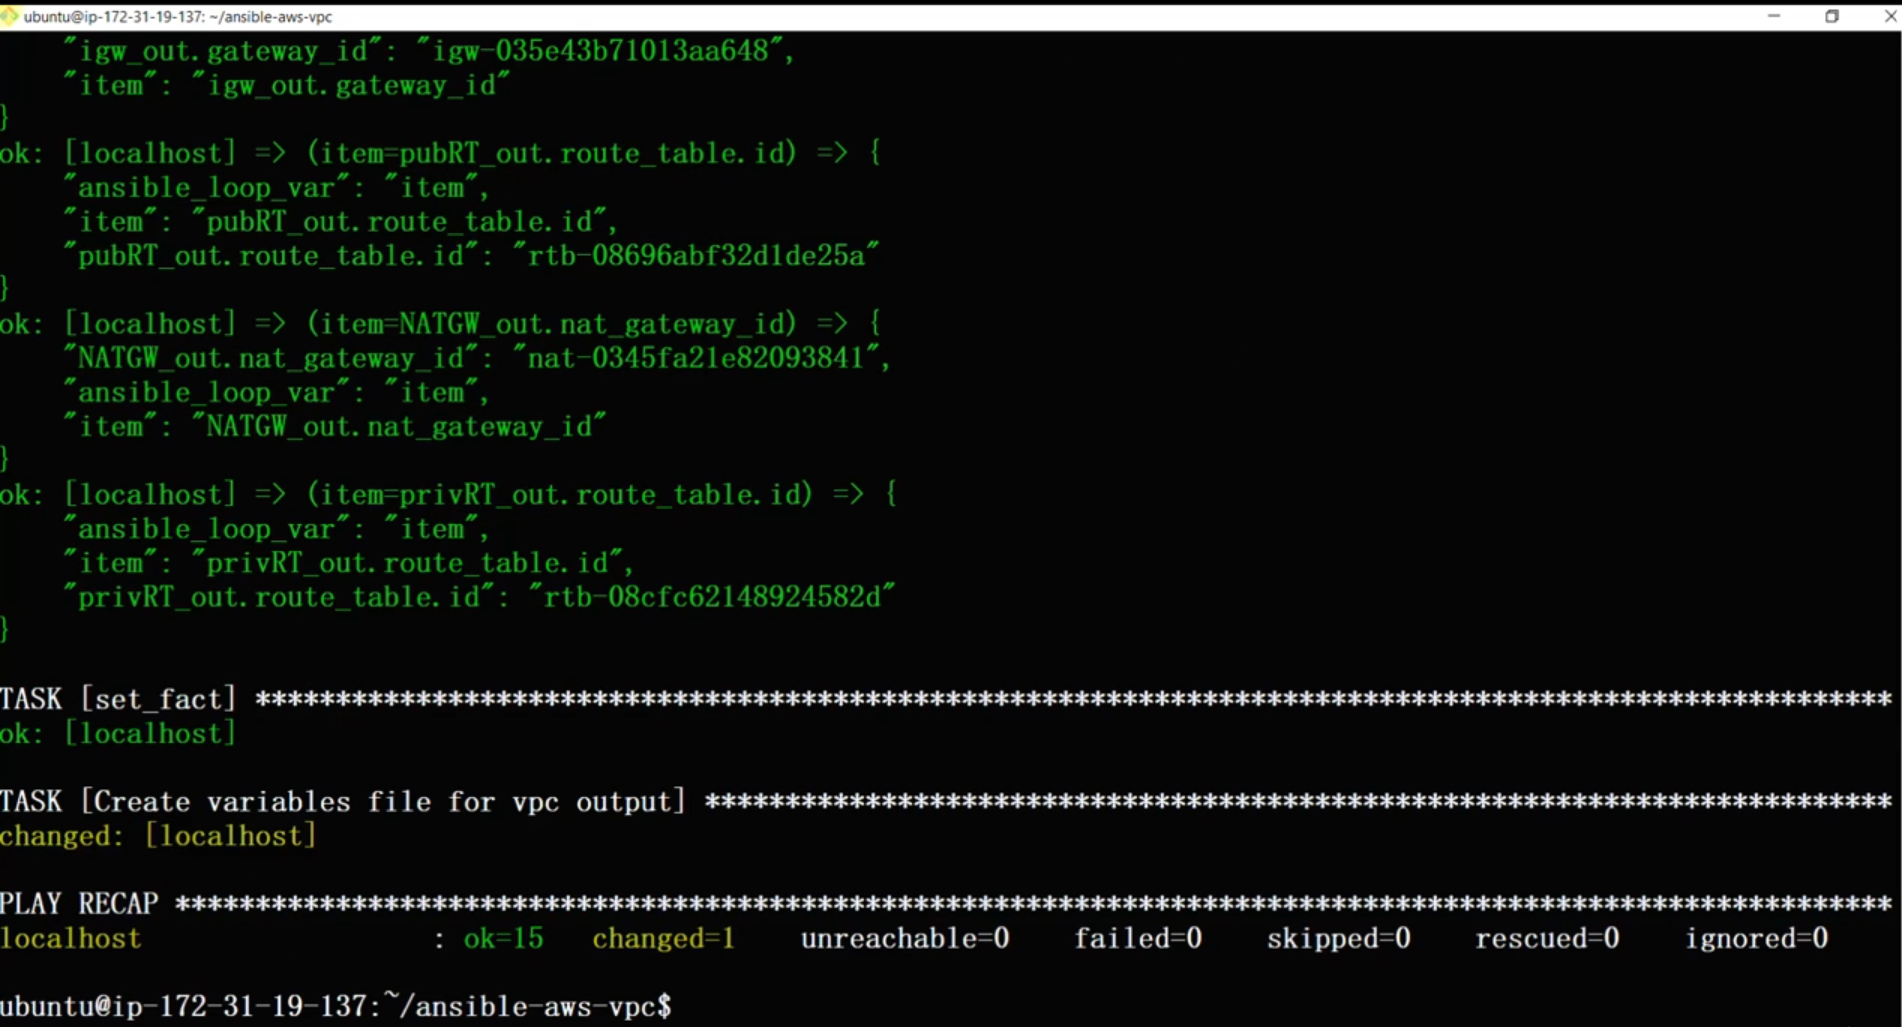 ubuntu@ip-172-31-19-137: ~/ansible-aws-vpc
"igw_out.gateway_id": "igw-035e43b71013aa648",
"item": "igw_out.gateway_id"
}
ok: [localhost] => (item=pubRT_out.route_table.id) => {
"ansible_loop_var": "item",
"item": "pubRT_out.route_table.id",
"pubRT_out.route_table.id": "rtb-08696abf32d1de25a"
}
ok: [localhost] => (item=NATGW_out.nat_gateway_id) => {
"NATGW_out.nat_gateway_id": "nat-0345fa21e82093841",
"ansible_loop_var": "item",
"item": "NATGW_out.nat_gateway_id"
}
ok: [localhost] => (item=privRT_out.route_table.id) => {
"ansible_loop_var": "item",
"item": "privRT_out.route_table.id",
"privRT_out.route_table.id": "rtb-08cfc62148924582d"
}
TASK [set_fact] ******************************************************************************************************
ok: [localhost]
TASK [Create variables file for vpc output] **************************************************************************
changed: [localhost]
PLAY RECAP ***********************************************************************************************************
localhost : ok=15 changed=1 unreachable=0 failed=0 skipped=0 rescued=0 ignored=0
ubuntu@ip-172-31-19-137:~/ansible-aws-vpc$